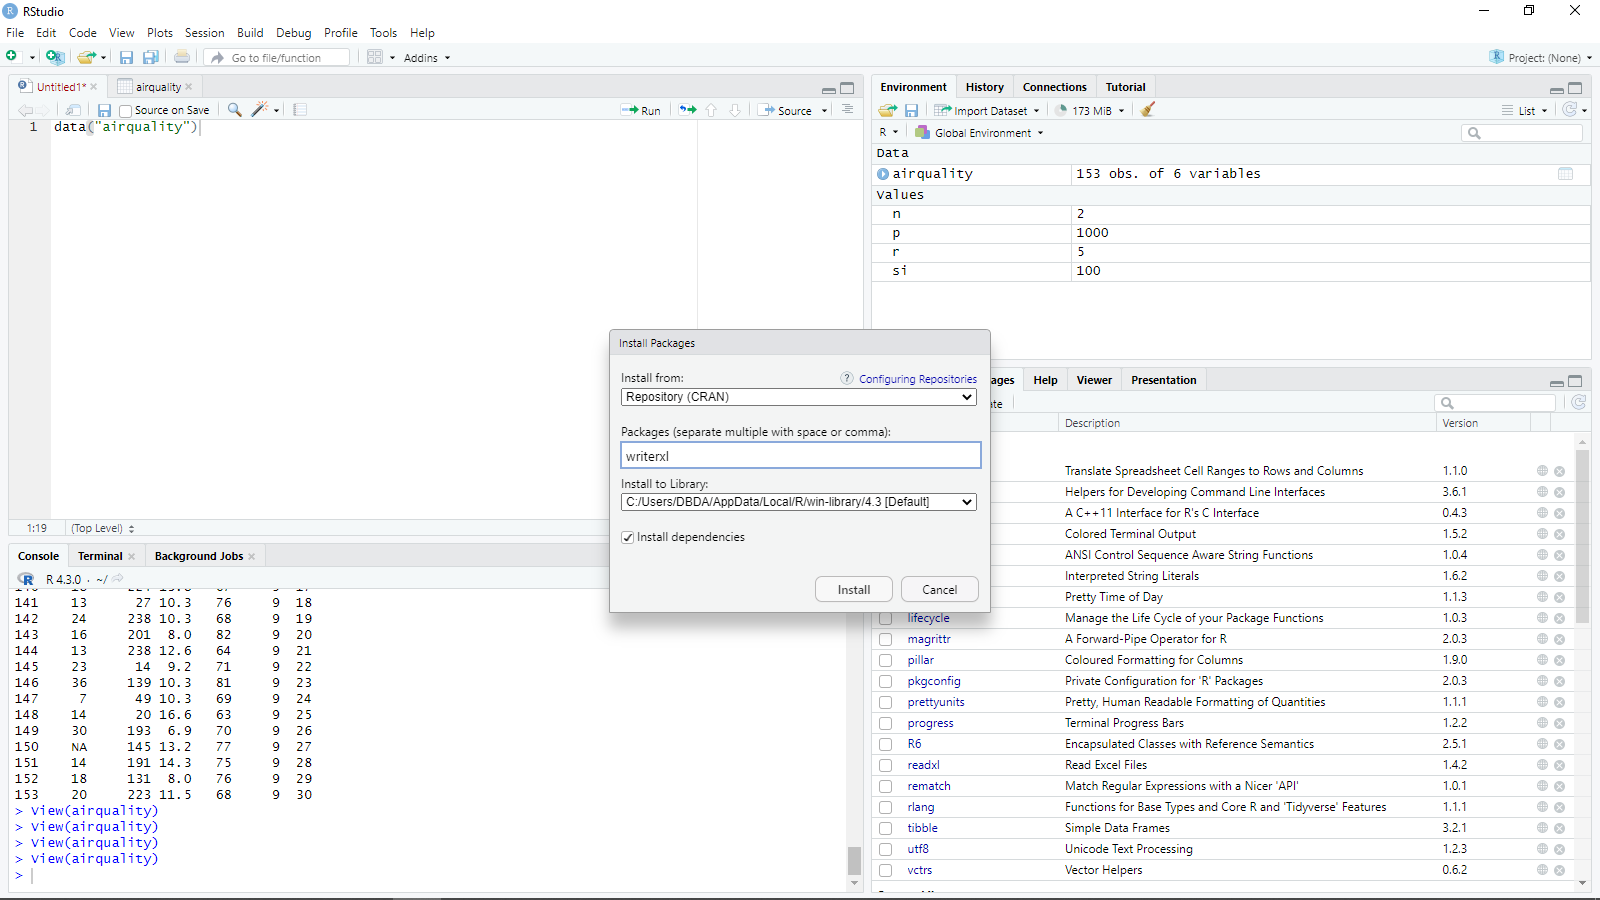 RStudio
File Edit Code View Plots Session Build Debug Profile Tools Help
Go to file/function Addins Project: (None)
Untitled1* airquality
Source on Save Run Source
1 data("airquality")
1:19 (Top Level)
Console Terminal Background Jobs
R 4.3.0 · ~/
141 13 27 10.3 76 9 18
142 24 238 10.3 68 9 19
143 16 201 8.0 82 9 20
144 13 238 12.6 64 9 21
145 23 14 9.2 71 9 22
146 36 139 10.3 81 9 23
147 7 49 10.3 69 9 24
148 14 20 16.6 63 9 25
149 30 193 6.9 70 9 26
150 NA 145 13.2 77 9 27
151 14 191 14.3 75 9 28
152 18 131 8.0 76 9 29
153 20 223 11.5 68 9 30
> View(airquality)
> View(airquality)
> View(airquality)
> View(airquality)
>
Environment History Connections Tutorial
Import Dataset 173 MiB List
R Global Environment
Data
airquality 153 obs. of 6 variables
Values
n 2
p 1000
r 5
si 100
Install Packages
Install from: ? Configuring Repositories
Repository (CRAN)
Packages (separate multiple with space or comma):
writerxl
Install to Library:
C:/Users/DBDA/AppData/Local/R/win-library/4.3 [Default]
Install dependencies
Install Cancel
ages Help Viewer Presentation
te
Description Version
Translate Spreadsheet Cell Ranges to Rows and Columns 1.1.0
Helpers for Developing Command Line Interfaces 3.6.1
A C++11 Interface for R's C Interface 0.4.3
Colored Terminal Output 1.5.2
ANSI Control Sequence Aware String Functions 1.0.4
Interpreted String Literals 1.6.2
Pretty Time of Day 1.1.3
lifecycle Manage the Life Cycle of your Package Functions 1.0.3
magrittr A Forward-Pipe Operator for R 2.0.3
pillar Coloured Formatting for Columns 1.9.0
pkgconfig Private Configuration for 'R' Packages 2.0.3
prettyunits Pretty, Human Readable Formatting of Quantities 1.1.1
progress Terminal Progress Bars 1.2.2
R6 Encapsulated Classes with Reference Semantics 2.5.1
readxl Read Excel Files 1.4.2
rematch Match Regular Expressions with a Nicer 'API' 1.0.1
rlang Functions for Base Types and Core R and 'Tidyverse' Features 1.1.1
tibble Simple Data Frames 3.2.1
utf8 Unicode Text Processing 1.2.3
vctrs Vector Helpers 0.6.2